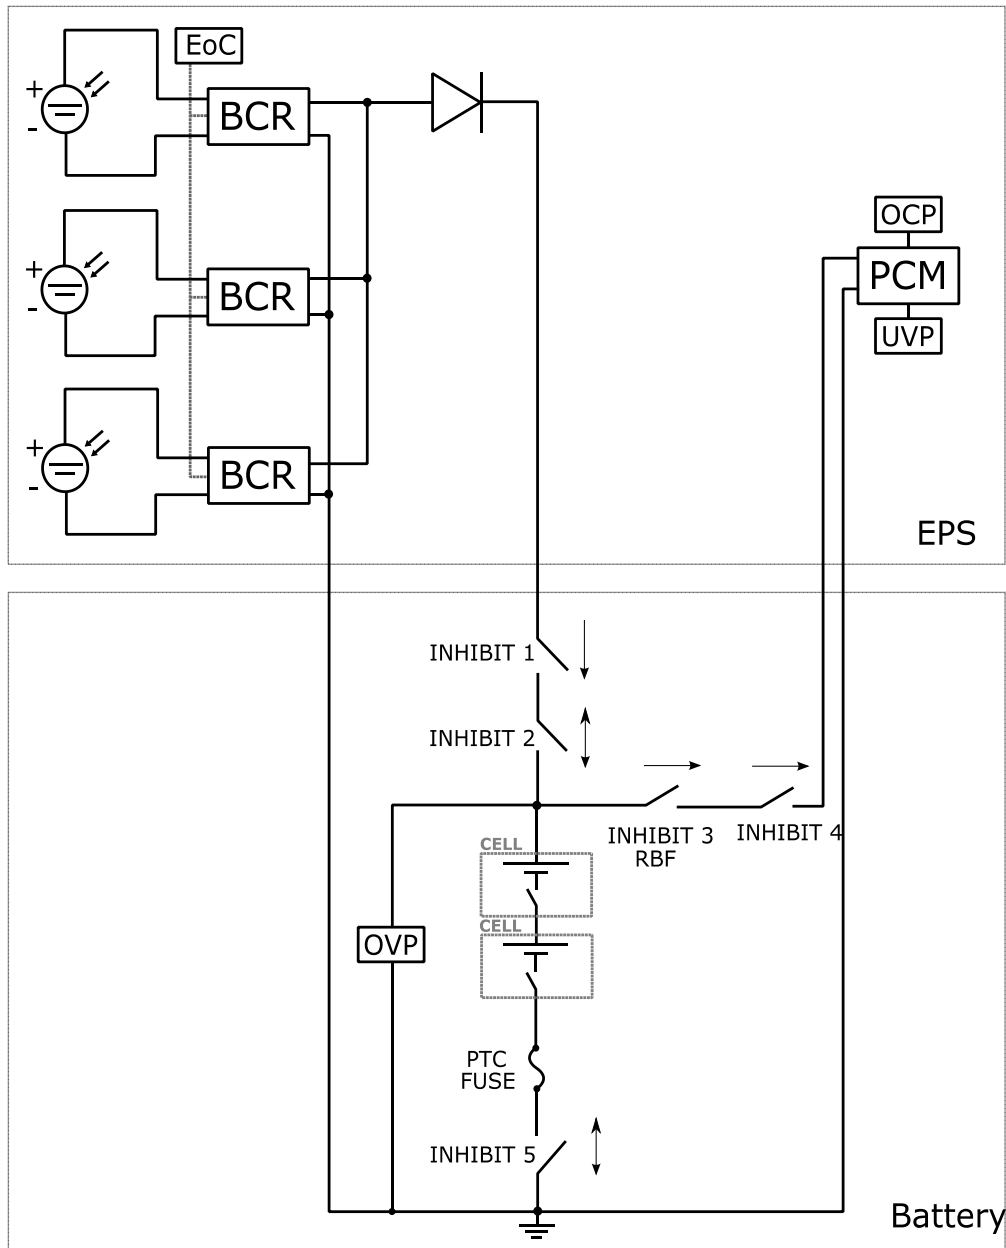 EoC
+
BCR
-
OCP
+
BCR
PCM
-
UVP
+
BCR
-
EPS
INHIBIT 1
INHIBIT 2
INHIBIT 3
RBF
INHIBIT 4
CELL
CELL
OVP
PTC
FUSE
INHIBIT 5
Battery